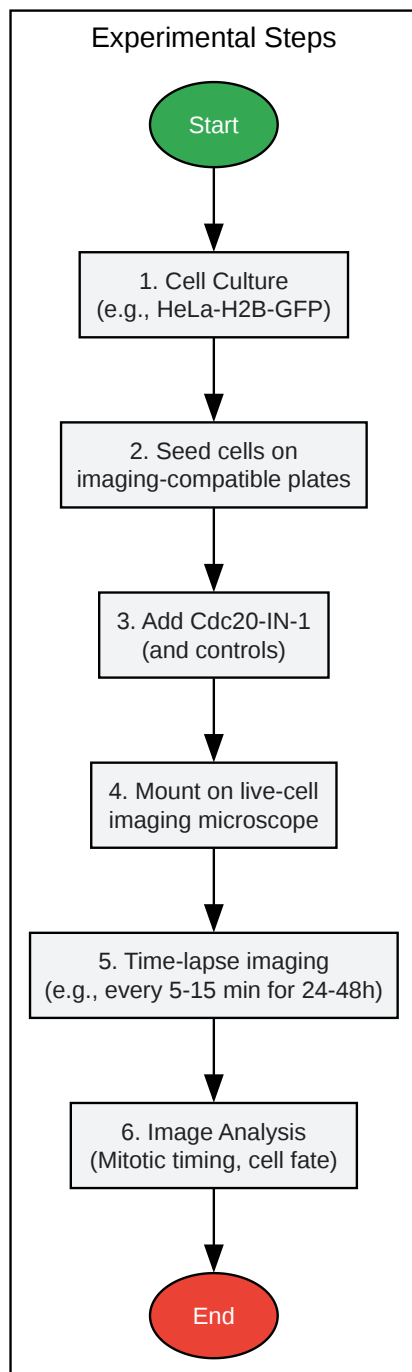 Experimental Steps
Start
1. Cell Culture
(e.g., HeLa-H2B-GFP)
2. Seed cells on
imaging-compatible plates
3. Add Cdc20-IN-1
(and controls)
4. Mount on live-cell
imaging microscope
5. Time-lapse imaging
(e.g., every 5-15 min for 24-48h)
6. Image Analysis
(Mitotic timing, cell fate)
End